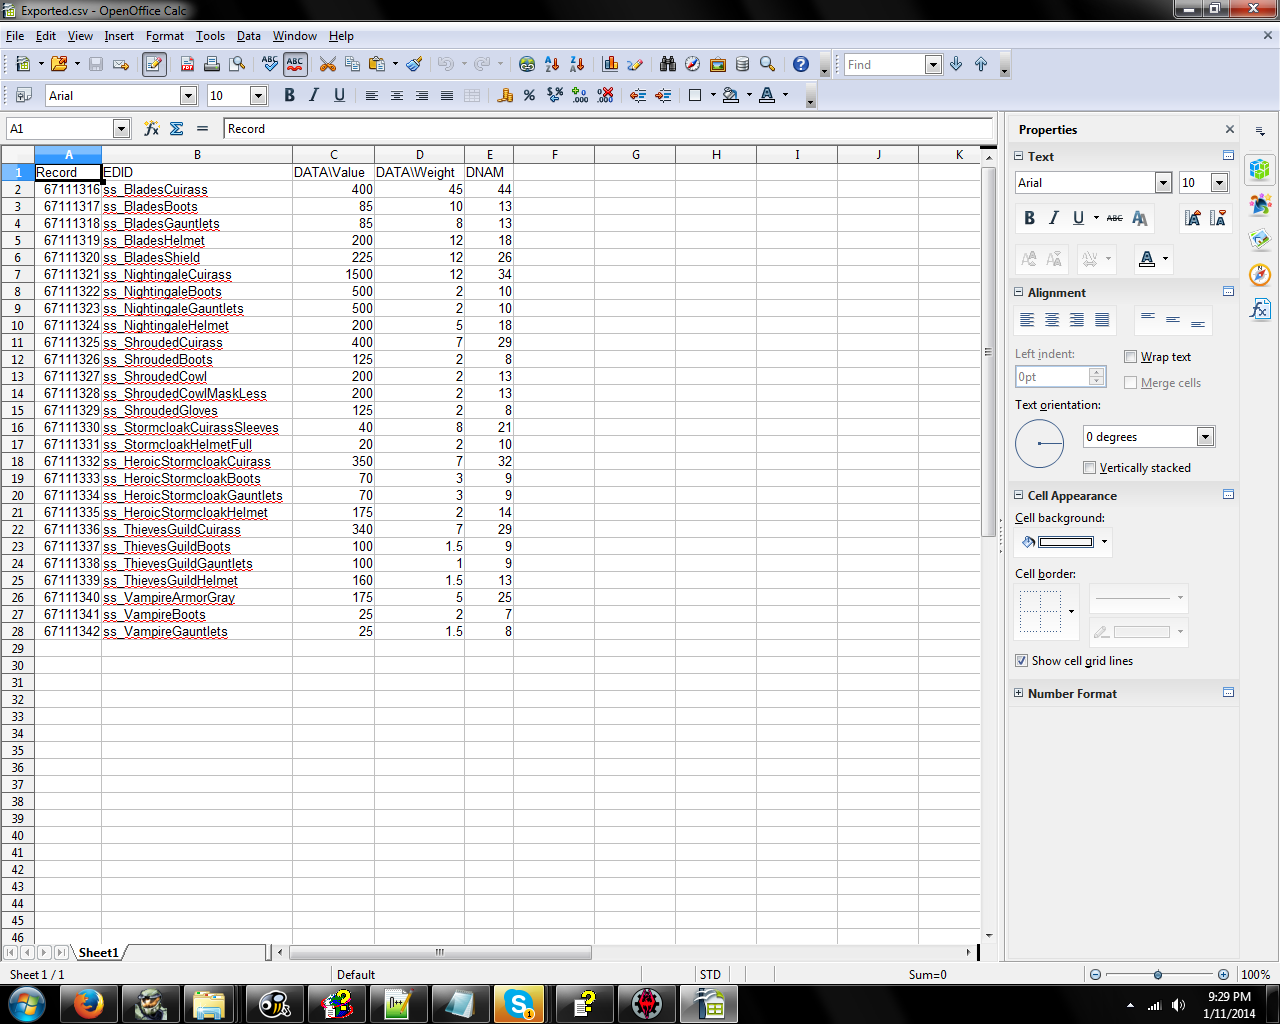 Exported.csv - OpenOffice Calc
File Edit View Insert Format Tools Data Window Help
Find
Arial 10
A1 Record
A B C D E F G H I J K
1 Record EDID DATA\Value DATA\Weight DNAM
2 67111316 ss_BladesCuirass 400 45 44
3 67111317 ss_BladesBoots 85 10 13
4 67111318 ss_BladesGauntlets 85 8 13
5 67111319 ss_BladesHelmet 200 12 18
6 67111320 ss_BladesShield 225 12 26
7 67111321 ss_NightingaleCuirass 1500 12 34
8 67111322 ss_NightingaleBoots 500 2 10
9 67111323 ss_NightingaleGauntlets 500 2 10
10 67111324 ss_NightingaleHelmet 200 5 18
11 67111325 ss_ShroudedCuirass 400 7 29
12 67111326 ss_ShroudedBoots 125 2 8
13 67111327 ss_ShroudedCowl 200 2 13
14 67111328 ss_ShroudedCowlMaskLess 200 2 13
15 67111329 ss_ShroudedGloves 125 2 8
16 67111330 ss_StormcloakCuirassSleeves 40 8 21
17 67111331 ss_StormcloakHelmetFull 20 2 10
18 67111332 ss_HeroicStormcloakCuirass 350 7 32
19 67111333 ss_HeroicStormcloakBoots 70 3 9
20 67111334 ss_HeroicStormcloakGauntlets 70 3 9
21 67111335 ss_HeroicStormcloakHelmet 175 2 14
22 67111336 ss_ThievesGuildCuirass 340 7 29
23 67111337 ss_ThievesGuildBoots 100 1.5 9
24 67111338 ss_ThievesGuildGauntlets 100 1 9
25 67111339 ss_ThievesGuildHelmet 160 1.5 13
26 67111340 ss_VampireArmorGray 175 5 25
27 67111341 ss_VampireBoots 25 2 7
28 67111342 ss_VampireGauntlets 25 1.5 8
29
30
31
32
33
34
35
36
37
38
39
40
41
42
43
44
45
46
Sheet1
Sheet 1 / 1 Default STD Sum=0 100%
Properties
Text
Arial 10
B I U ABC
Alignment
Left indent:
0pt
Wrap text
Merge cells
Text orientation:
0 degrees
Vertically stacked
Cell Appearance
Cell background:
Cell border:
Show cell grid lines
Number Format
9:29 PM
1/11/2014